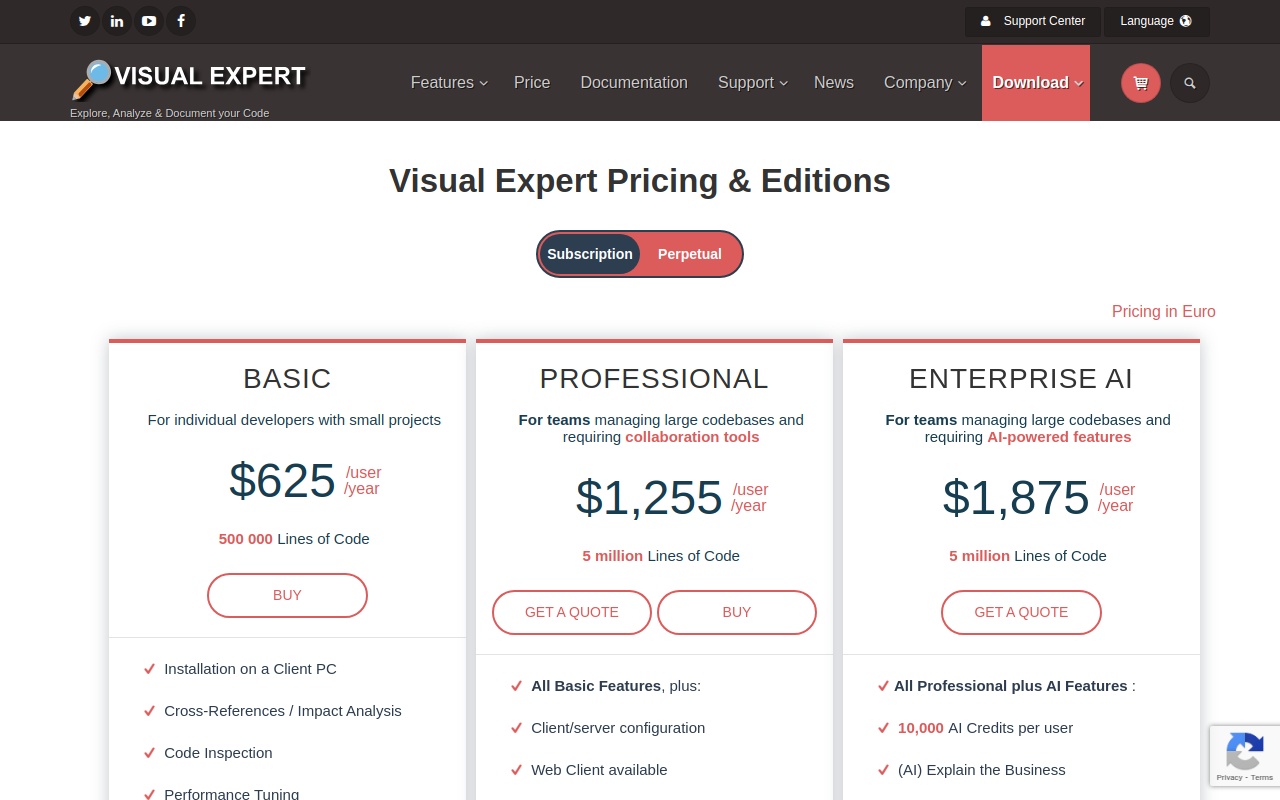 Support Center
Language
VISUAL EXPERT
Explore, Analyze & Document your Code
Features
Price
Documentation
Support
News
Company
Download
Visual Expert Pricing & Editions
Subscription
Perpetual
Pricing in Euro
BASIC
For individual developers with small projects
$625 /user
/year
500 000 Lines of Code
BUY
Installation on a Client PC
Cross-References / Impact Analysis
Code Inspection
Performance Tuning
PROFESSIONAL
For teams managing large codebases and
requiring collaboration tools
$1,255 /user
/year
5 million Lines of Code
GET A QUOTE
BUY
All Basic Features, plus:
Client/server configuration
Web Client available
ENTERPRISE AI
For teams managing large codebases and
requiring AI-powered features
$1,875 /user
/year
5 million Lines of Code
GET A QUOTE
All Professional plus AI Features :
10,000 AI Credits per user
(AI) Explain the Business
Privacy - Terms